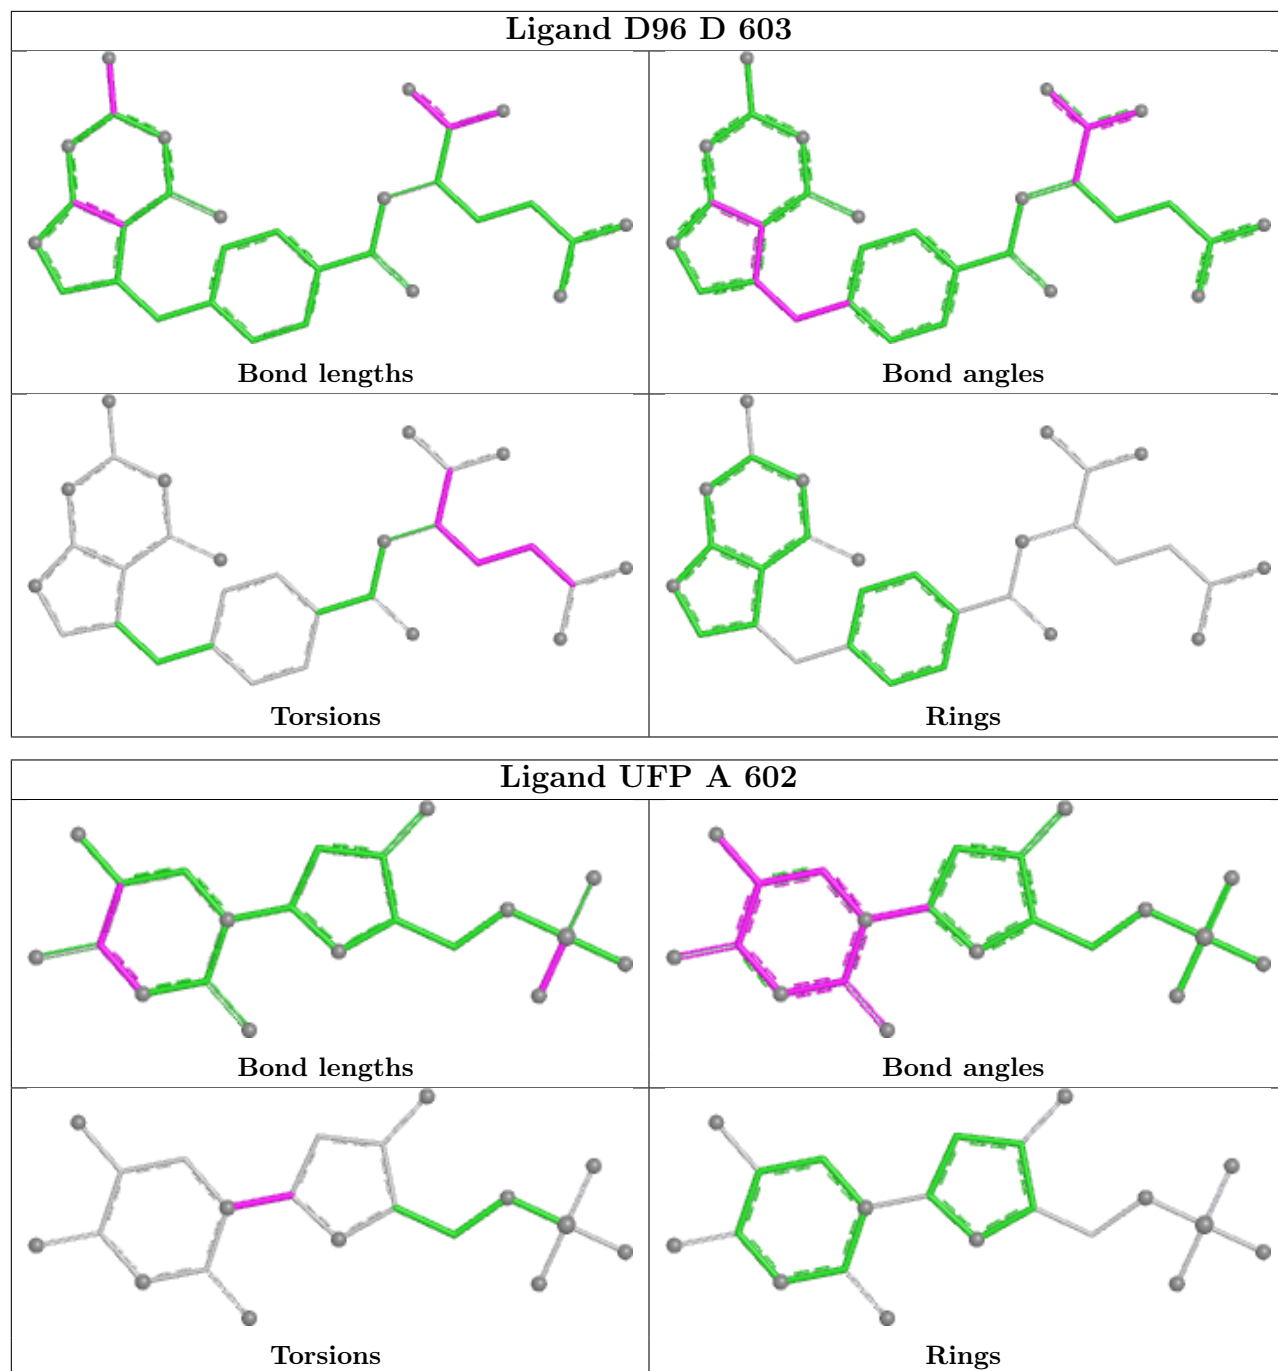 Ligand D96 D 603
Bond lengths
Bond angles
Torsions
Rings
Ligand UFP A 602
Bond lengths
Bond angles
Torsions
Rings